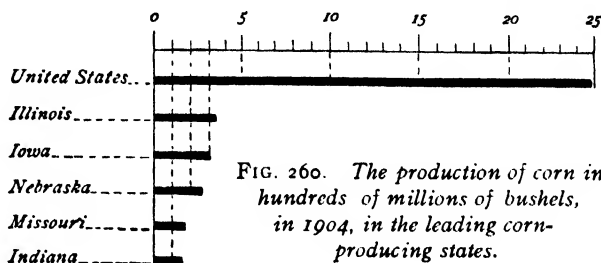 0 5 10 15 20 25
United States
Illinois
Iowa
Nebraska
Missouri
Indiana
FIG. 260. The production of corn in
hundreds of millions of bushels,
in 1904, in the leading corn-
producing states.